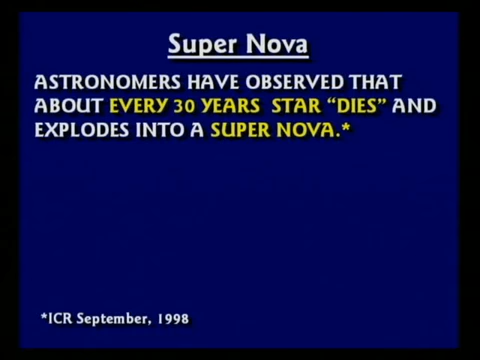 Super Nova
ASTRONOMERS HAVE OBSERVED THAT
ABOUT EVERY 30 YEARS STAR “DIES” AND
EXPLODES INTO A SUPER NOVA.*
*ICR September, 1998